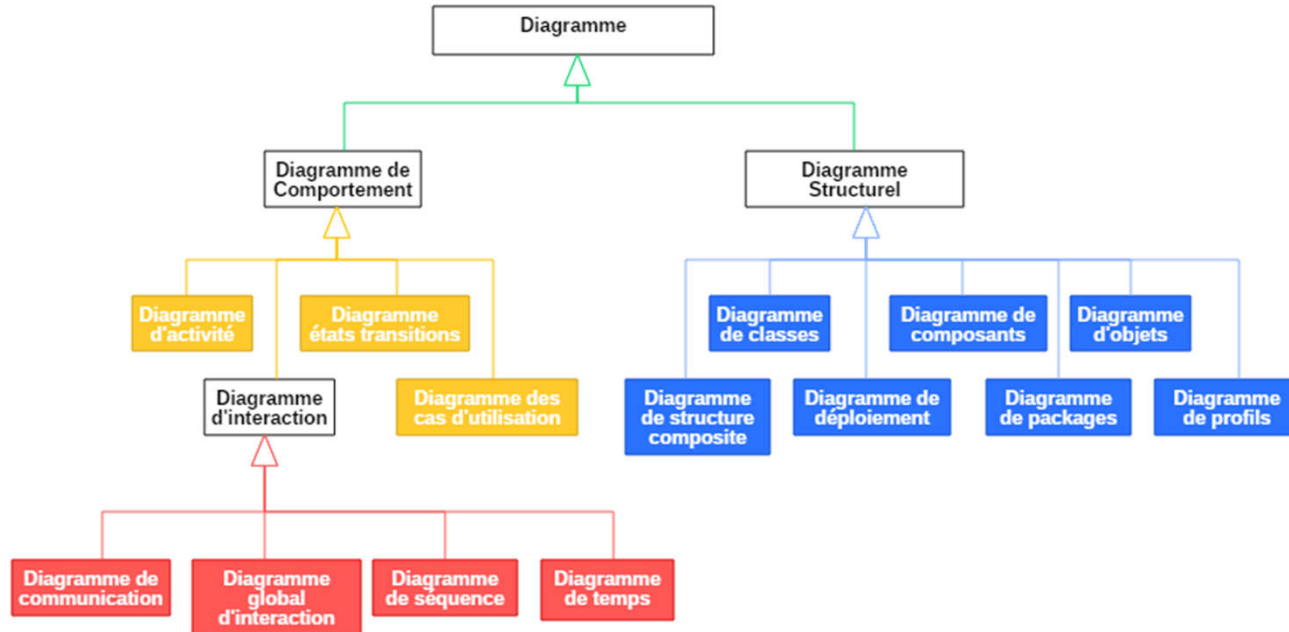 Diagramme
Diagramme de
Comportement
Diagramme
Structurel
Diagramme
d'activité
Diagramme
états transitions
Diagramme
de classes
Diagramme de
composants
Diagramme
d'objets
Diagramme
d'interaction
Diagramme des
cas d'utilisation
Diagramme
de structure
composite
Diagramme de
déploiement
Diagramme
de packages
Diagramme
de profils
Diagramme de
communication
Diagramme
global
d'interaction
Diagramme
de séquence
Diagramme
de temps